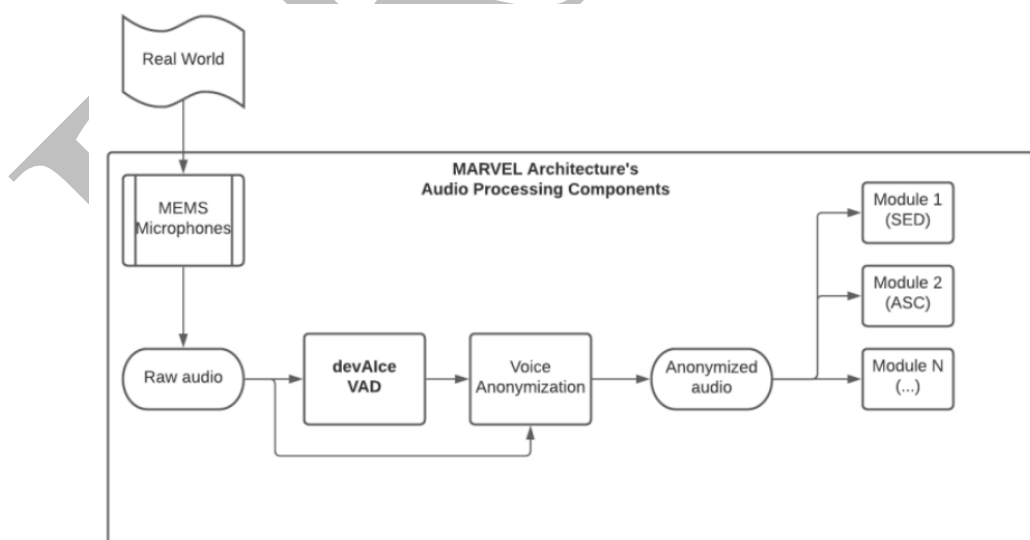 Real World
MARVEL Architecture's
Audio Processing Components
MEMS
Microphones
Module 1
(SED)
Module 2
(ASC)
Raw audio
devAIce
VAD
Voice
Anonymization
Anonymized
audio
Module N
(...)